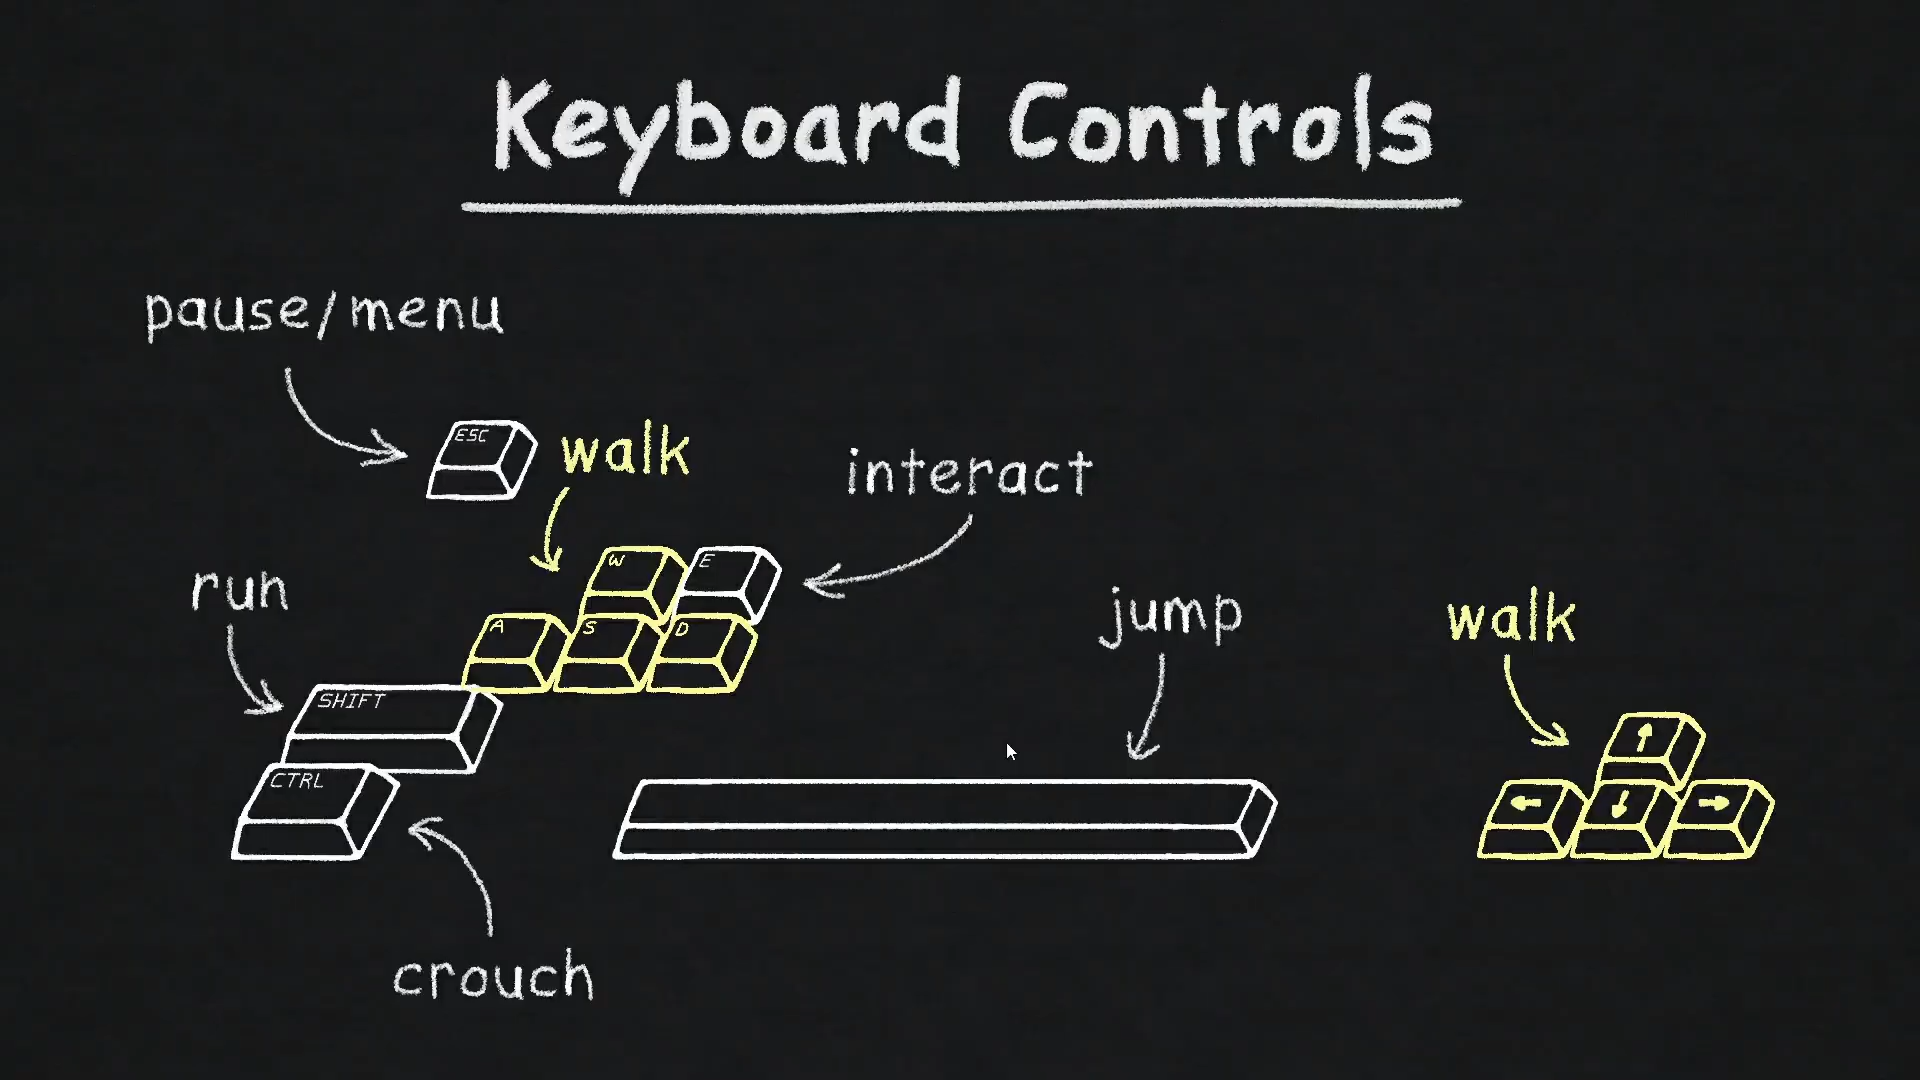 Keyboard Controls
pause/menu
ESC
walk
interact
W
E
run
A
S
D
jump
walk
SHIFT
↑
CTRL
←
↓
→
crouch